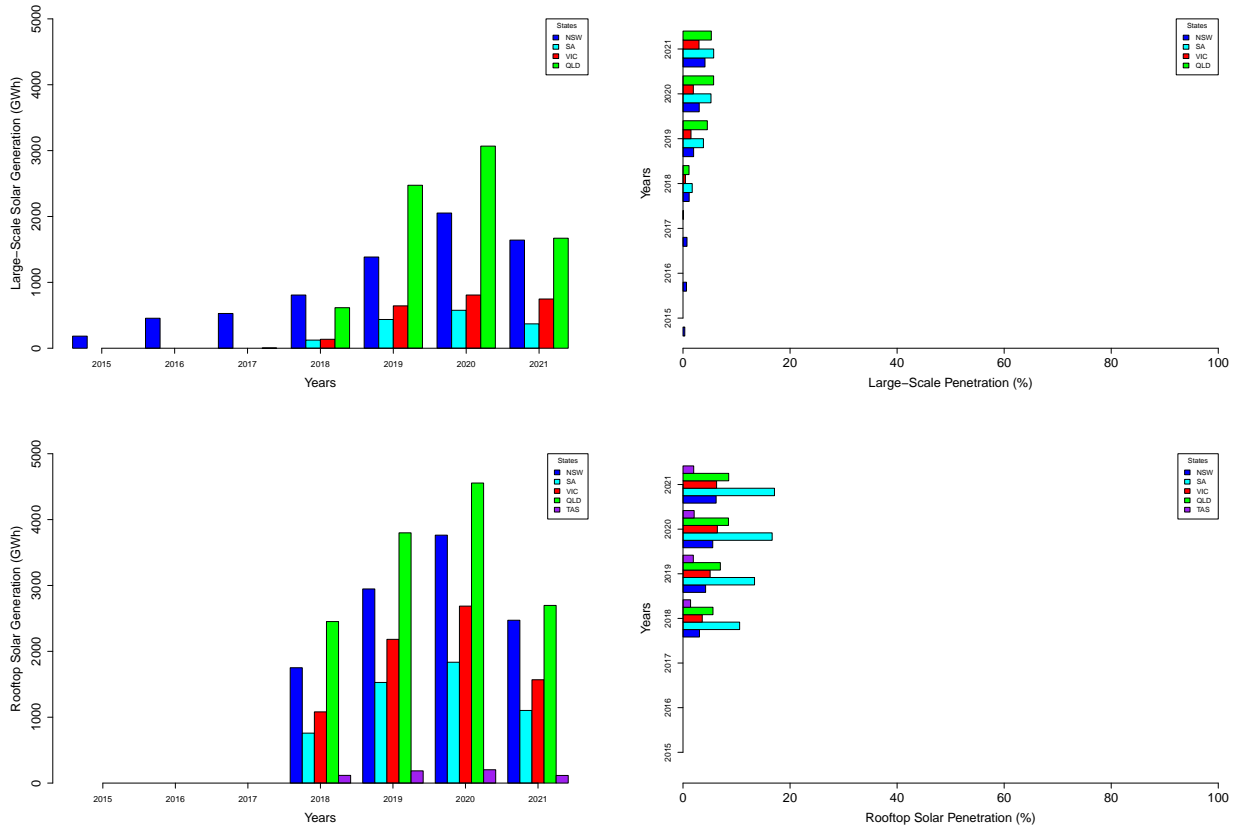 Large−Scale Solar Generation (GWh)
5000
4000
3000
2000
1000
0
2015 2016 2017 2018 2019 2020 2021
Years
States
NSW
SA
VIC
QLD
Years
2021
2020
2019
2018
2017
2016
2015
0 20 40 60 80 100
Large−Scale Penetration (%)
States
NSW
SA
VIC
QLD
Rooftop Solar Generation (GWh)
5000
4000
3000
2000
1000
0
2015 2016 2017 2018 2019 2020 2021
Years
States
NSW
SA
VIC
QLD
TAS
Years
2021
2020
2019
2018
2017
2016
2015
0 20 40 60 80 100
Rooftop Solar Penetration (%)
States
NSW
SA
VIC
QLD
TAS